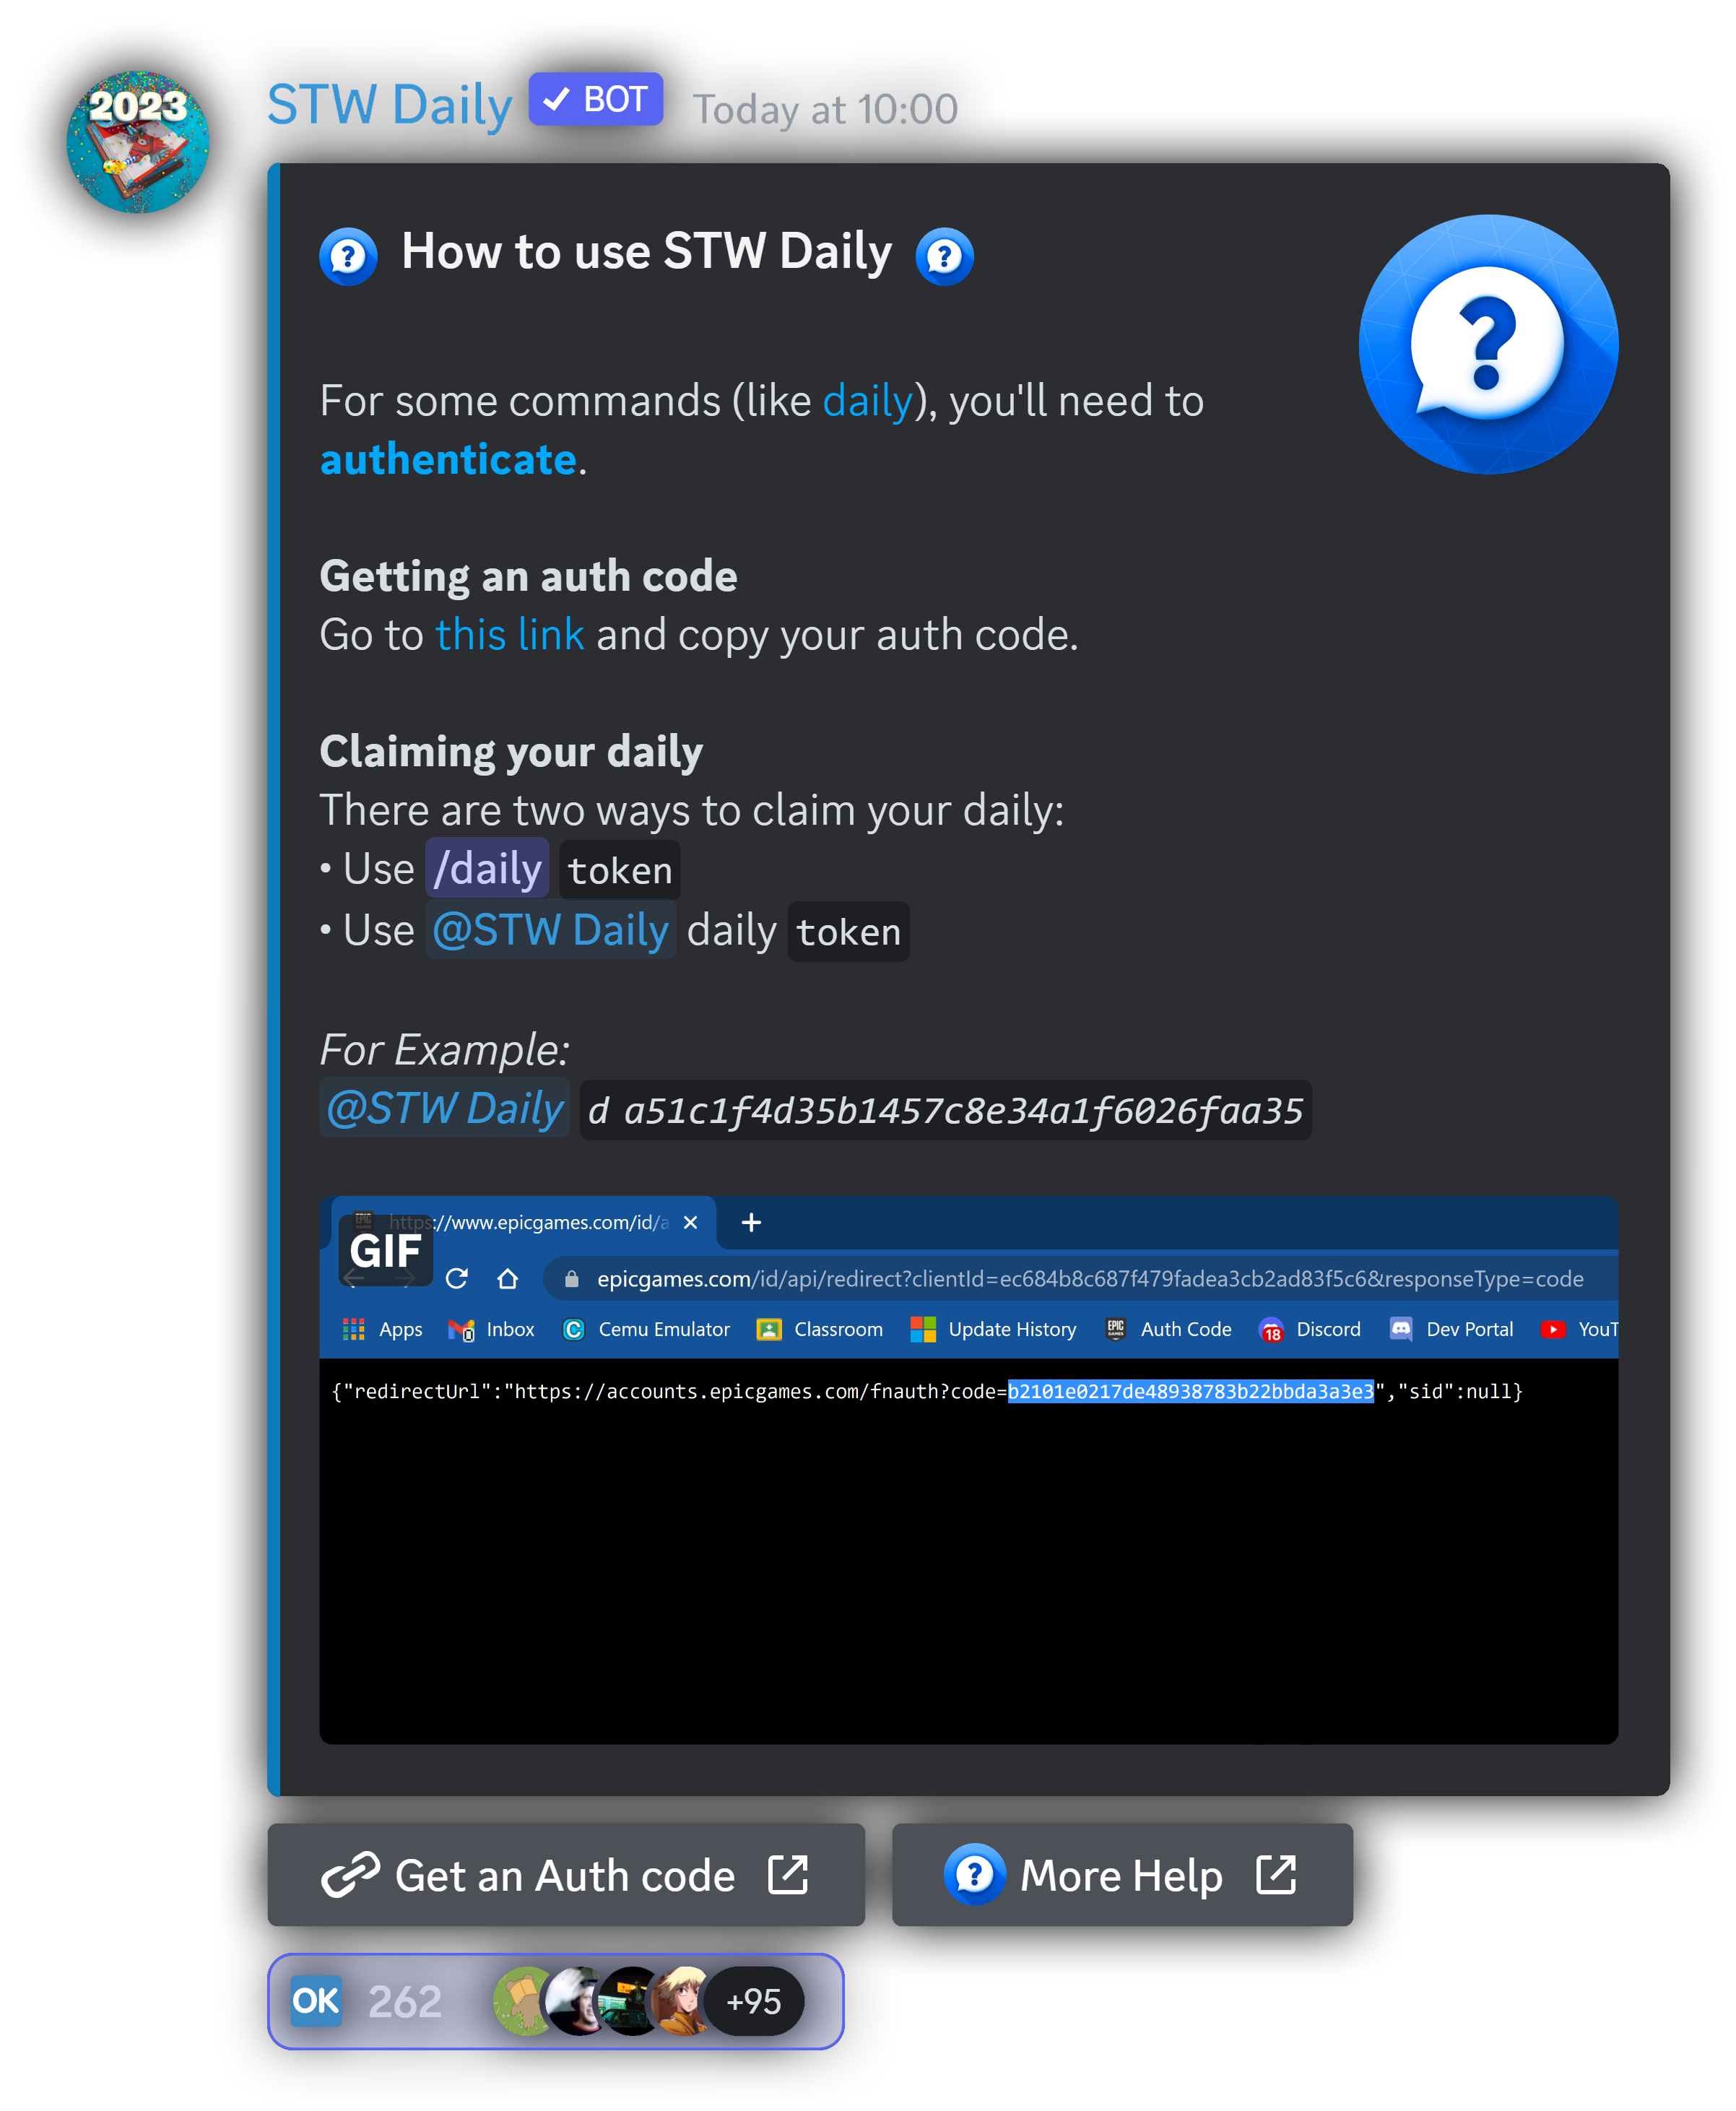 2023
STW Daily ✓ BOT Today at 10:00
How to use STW Daily
For some commands (like daily), you'll need to
authenticate.
Getting an auth code
Go to this link and copy your auth code.
Claiming your daily
There are two ways to claim your daily:
• Use /daily token
• Use @STW Daily daily token
For Example:
@STW Daily d a51c1f4d35b1457c8e34a1f6026faa35
https://www.epicgames.com/id/a
GIF
epicgames.com/id/api/redirect?clientId=ec684b8c687f479fadea3cb2ad83f5c6&responseType=code
Apps Inbox Cemu Emulator Classroom Update History Auth Code 18 Discord Dev Portal YouT
{"redirectUrl":"https://accounts.epicgames.com/fnauth?code=b2101e0217de48938783b22bbda3a3e3","sid":null}
Get an Auth code More Help
OK 262 +95